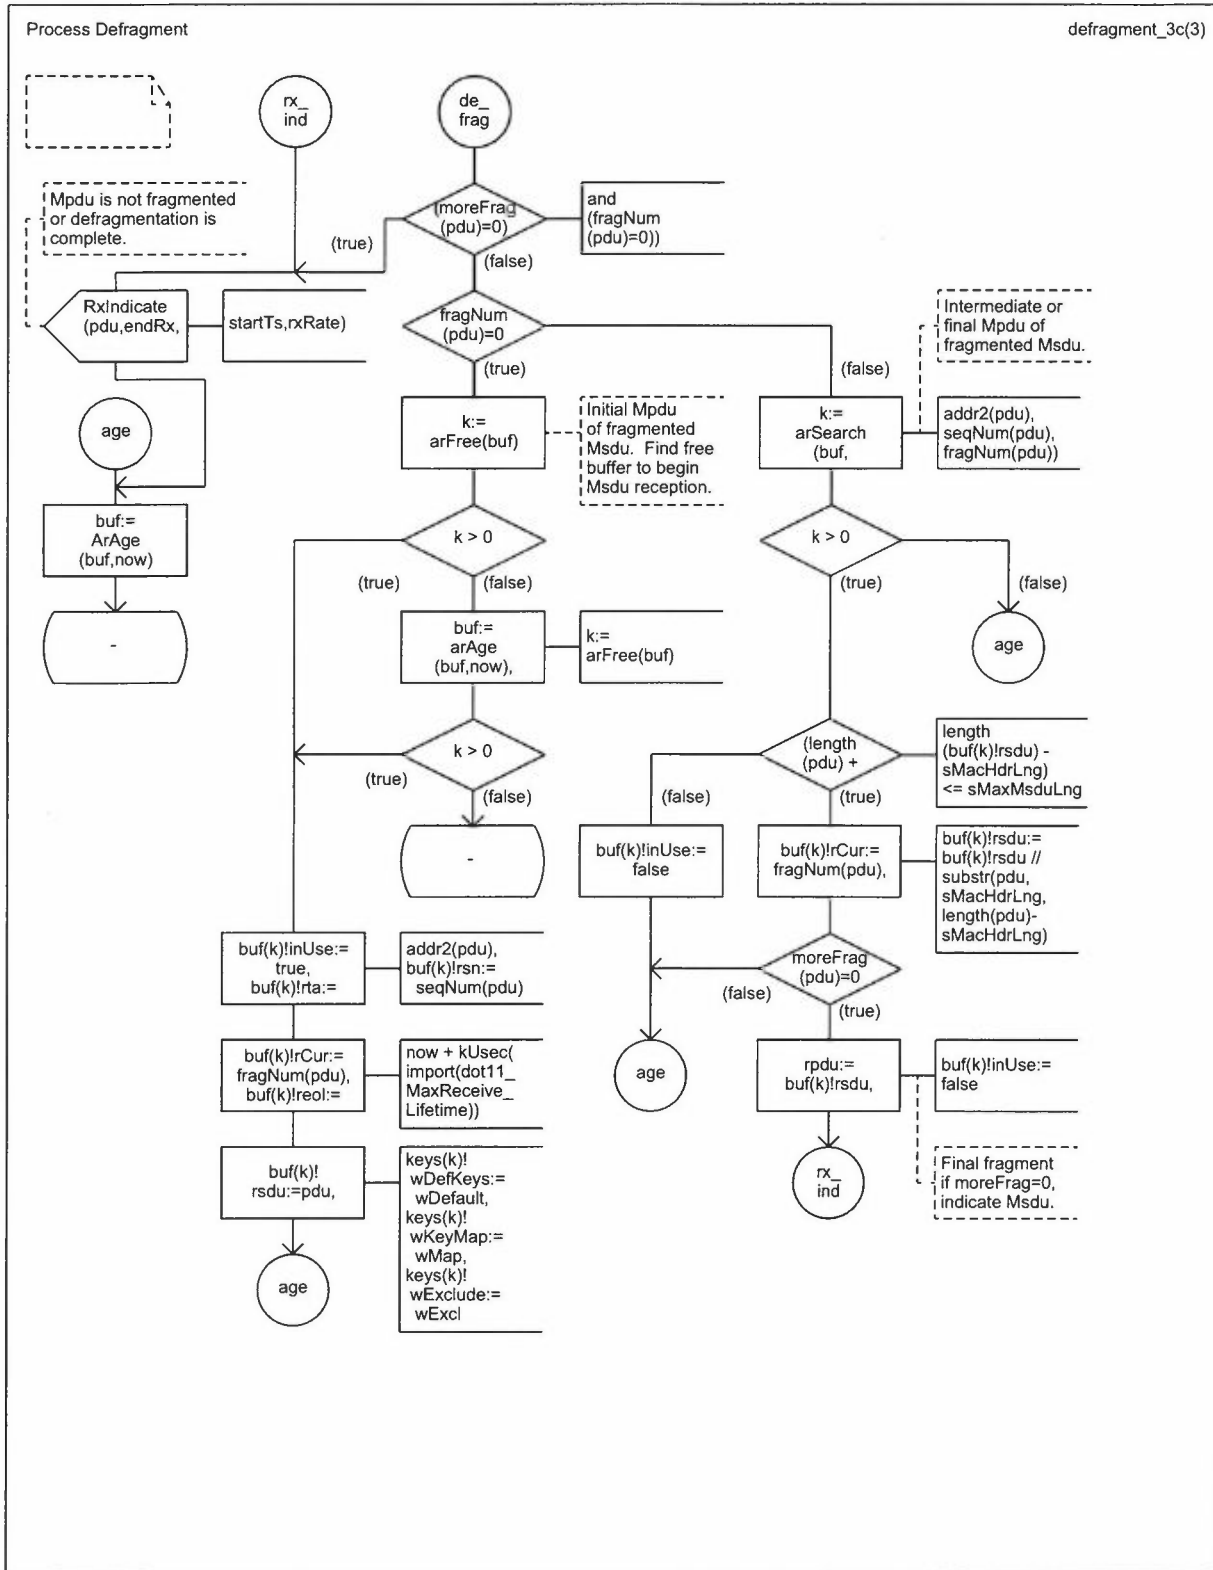 Process Defragment
defragment_3c(3)
rx_
ind
de_
frag
Mpdu is not fragmented
or defragmentation is
complete.
(moreFrag
(pdu)=0)
and
(fragNum
(pdu)=0))
(true)
(false)
RxIndicate
(pdu,endRx,
startTs,rxRate)
fragNum
(pdu)=0
Intermediate or
final Mpdu of
fragmented Msdu.
(true)
(false)
age
k:=
arFree(buf)
Initial Mpdu
of fragmented
Msdu. Find free
buffer to begin
Msdu reception.
k:=
arSearch
(buf,
addr2(pdu),
seqNum(pdu),
fragNum(pdu))
buf:=
ArAge
(buf,now)
k > 0
k > 0
(true)
(false)
(true)
(false)
-
buf:=
arAge
(buf,now),
k:=
arFree(buf)
age
k > 0
(true)
(false)
(length
(pdu) +
length
(buf(k)!rsdu) -
sMacHdrLng)
<= sMaxMsduLng
(false)
(true)
-
buf(k)!inUse:=
false
buf(k)!rCur:=
fragNum(pdu),
buf(k)!rsdu:=
buf(k)!rsdu //
substr(pdu,
sMacHdrLng,
length(pdu)-
sMacHdrLng)
buf(k)!inUse:=
true,
buf(k)!rta:=
addr2(pdu),
buf(k)!rsn:=
seqNum(pdu)
moreFrag
(pdu)=0
(false)
(true)
buf(k)!rCur:=
fragNum(pdu),
buf(k)!reol:=
now + kUsec(
import(dot11_
MaxReceive_
Lifetime))
age
rpdu:=
buf(k)!rsdu,
buf(k)!inUse:=
false
buf(k)!
rsdu:=pdu,
keys(k)!
wDefKeys:=
wDefault,
keys(k)!
wKeyMap:=
wMap,
keys(k)!
wExclude:=
wExcl
rx_
ind
Final fragment
if moreFrag=0,
indicate Msdu.
age